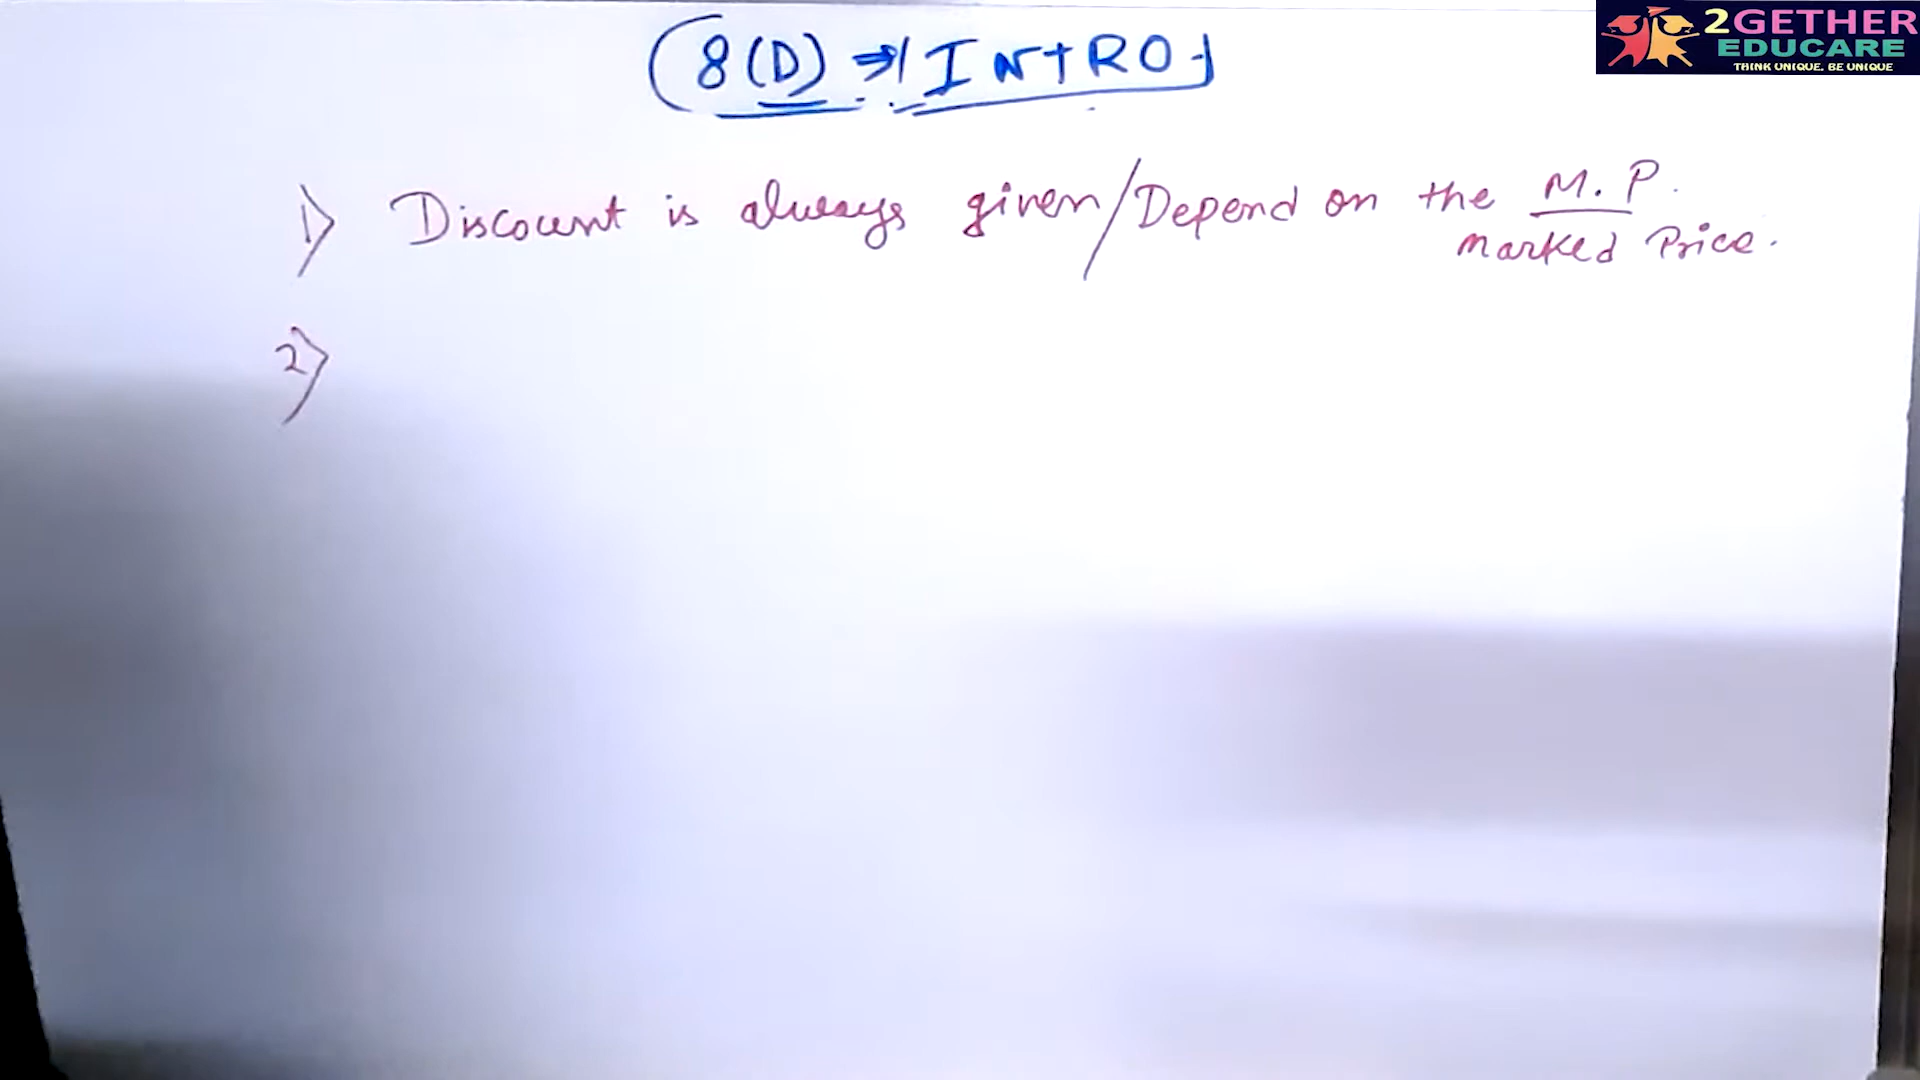 8(D) ⇒ INTRO
2GETHER
EDUCARE
THINK UNIQUE. BE UNIQUE
1) Discount is always given/Depend on the M.P.
Marked Price.
2)